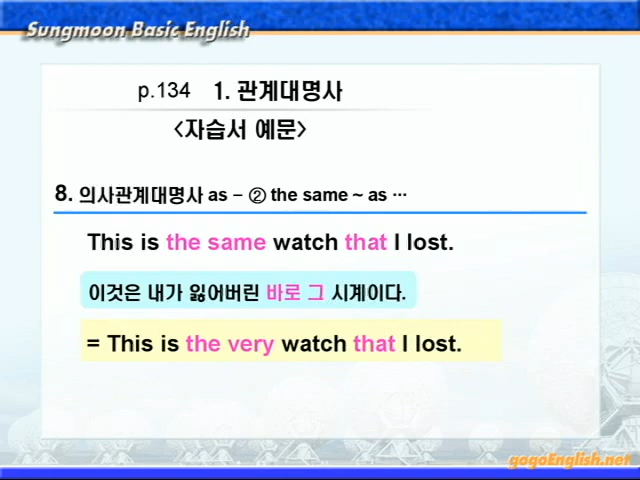 Sungmoon Basic English
p.134 1. 관계대명사
<자습서 예문>
8. 의사관계대명사 as – ② the same ~ as ···
This is the same watch that I lost.
이것은 내가 잃어버린 바로 그 시계이다.
= This is the very watch that I lost.
gogoEnglish.net